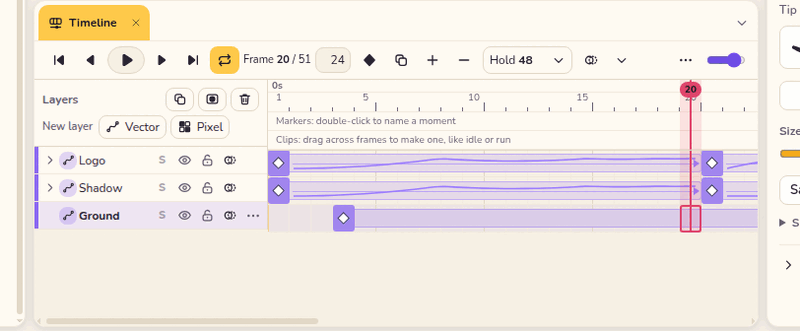 Timeline
Frame 20 / 51
24
Hold 48
Tip
Layers
0s
1
5
10
15
20
New layer
Vector
Pixel
Markers: double-click to name a moment
Clips: drag across frames to make one, like idle or run
Size
Logo
S
Shadow
S
Ground
S